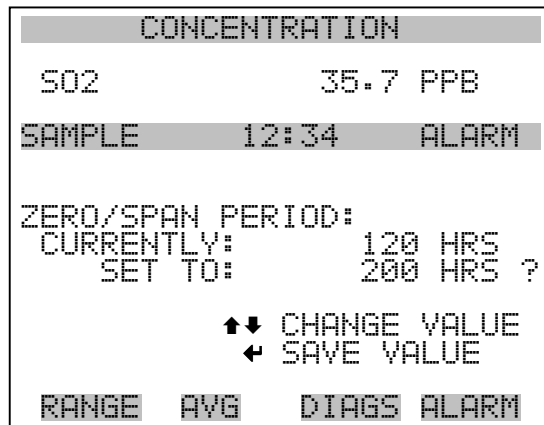 CONCENTRATION
SO2 35.7 PPB
SAMPLE 12:34 ALARM
ZERO/SPAN PERIOD:
CURRENTLY: 120 HRS
SET TO: 200 HRS ?
↑↓ CHANGE VALUE
↵ SAVE VALUE
RANGE AVG DIAGS ALARM